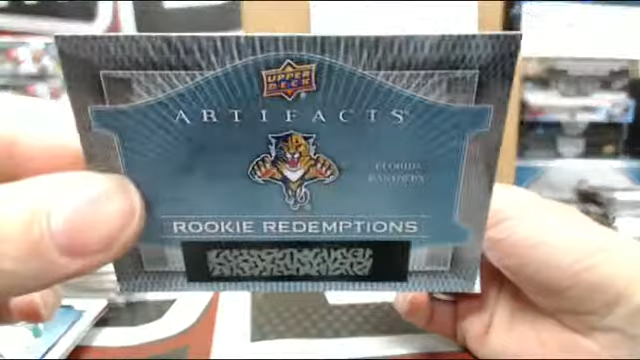 UPPER
DECK
ARTIFACTS
FLORIDA
PANTHERS
ROOKIE REDEMPTIONS